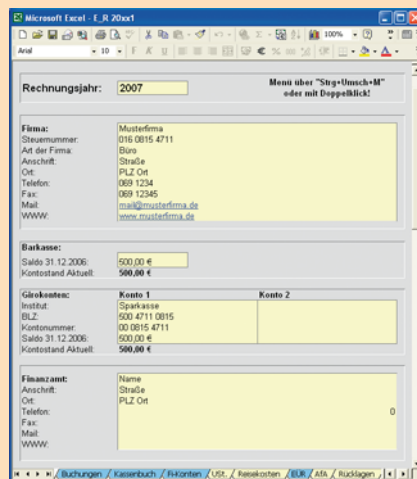 Microsoft Excel - E_R 20xx1
100%
Arial 10 F K U
Rechnungsjahr: 2007
Menü über "Strg+Umsch+M"
oder mit Doppelklick!
Firma: Musterfirma
Steuernummer: 016 0815 4711
Art der Firma: Büro
Anschrift: Straße
Ort: PLZ Ort
Telefon: 069 1234
Fax: 069 12345
Mail: mail@musterfirma.de
WWW: www.musterfirma.de
Barkasse:
Saldo 31.12.2006: 500,00 €
Kontostand Aktuell: 500,00 €
Girokonten: Konto 1 Konto 2
Institut: Sparkasse
BLZ: 500 4711 0815
Kontonummer: 00 0815 4711
Saldo 31.12.2006: 500,00 €
Kontostand Aktuell: 500,00 €
Finanzamt: Name
Anschrift: Straße
Ort: PLZ Ort
Telefon: 0
Fax:
Mail:
WWW:
Buchungen / Kassenbuch / Fi-Konten / USt. / Reisekosten / EÜR / AfA / Rücklagen